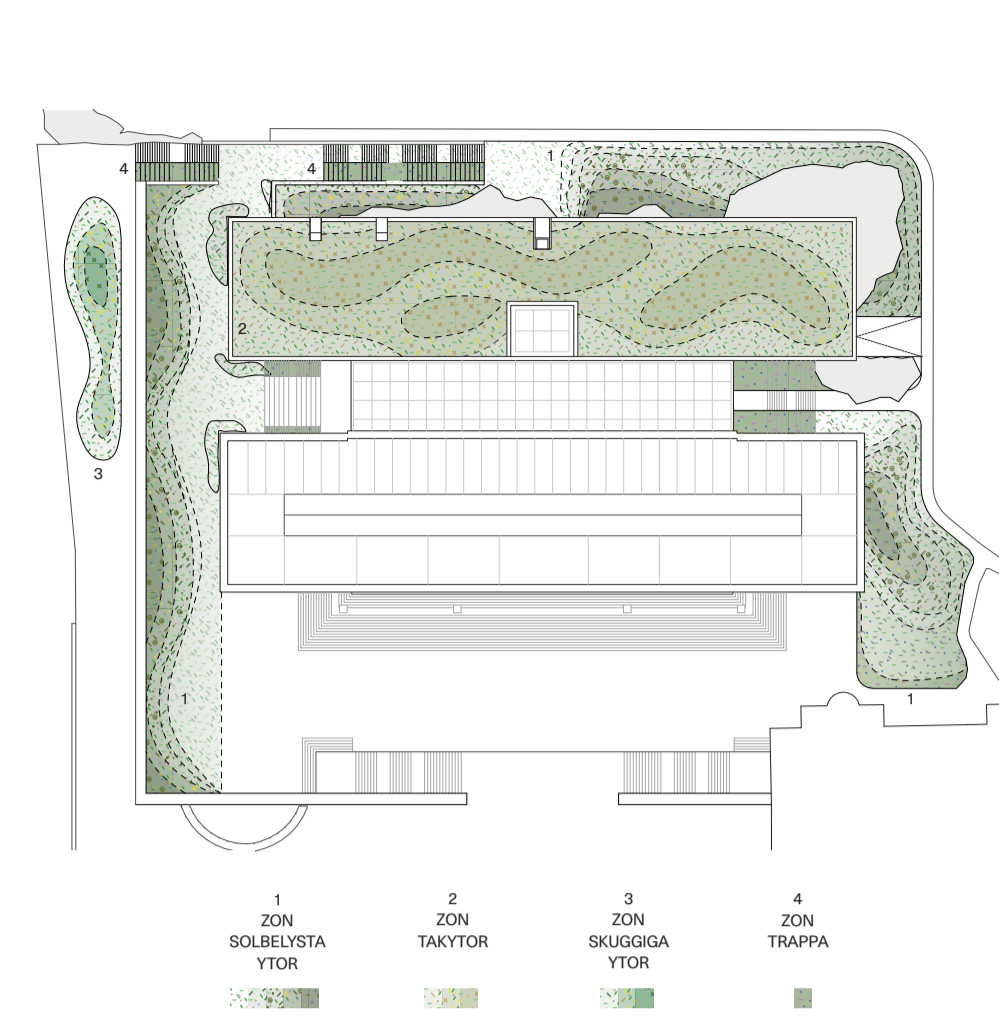 4
4
1
2
3
1
1
1
ZON
SOLBELYSTA
YTOR
2
ZON
TAKYTOR
3
ZON
SKUGGIGA
YTOR
4
ZON
TRAPPA